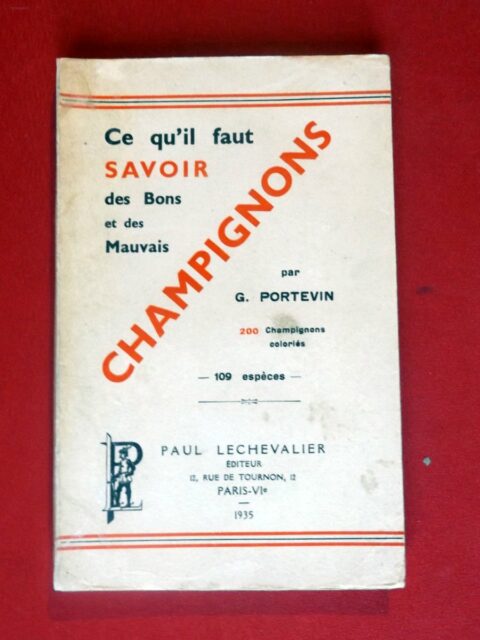 Ce qu'il faut
SAVOIR
des Bons
et des
Mauvais
CHAMPIGNONS
par
G. PORTEVIN
200 Champignons
coloriés
— 109 espèces —
PL
PAUL LECHEVALIER
ÉDITEUR
12, RUE DE TOURNON, 12
PARIS-VIe
—
1935